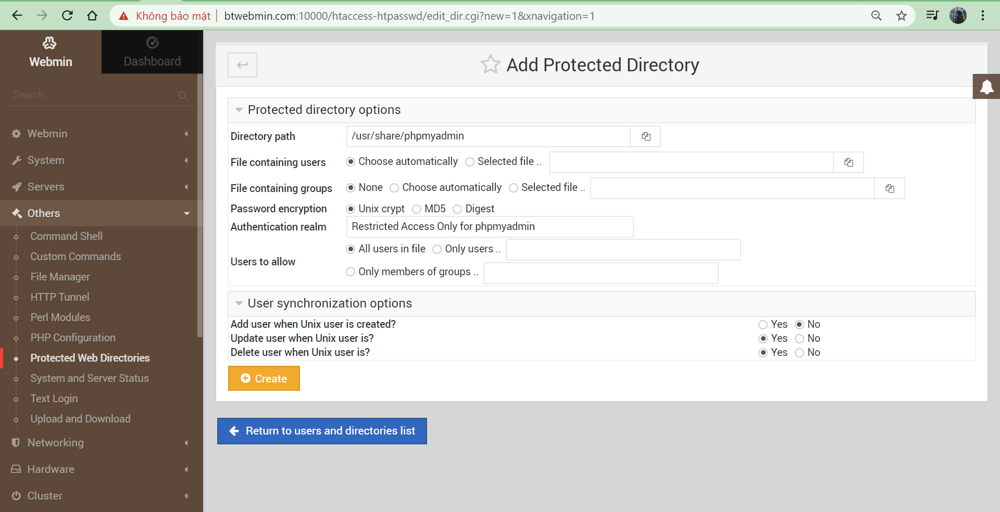 Không bảo mật btwebmin.com:10000/htaccess-htpasswd/edit_dir.cgi?new=1&xnavigation=1
Webmin
Dashboard
Search
Webmin
System
Servers
Others
Command Shell
Custom Commands
File Manager
HTTP Tunnel
Perl Modules
PHP Configuration
Protected Web Directories
System and Server Status
Text Login
Upload and Download
Networking
Hardware
Cluster
Add Protected Directory
Protected directory options
Directory path /usr/share/phpmyadmin
File containing users Choose automatically Selected file ..
File containing groups None Choose automatically Selected file ..
Password encryption Unix crypt MD5 Digest
Authentication realm Restricted Access Only for phpmyadmin
Users to allow All users in file Only users ..
Only members of groups ..
User synchronization options
Add user when Unix user is created? Yes No
Update user when Unix user is? Yes No
Delete user when Unix user is? Yes No
Create
Return to users and directories list